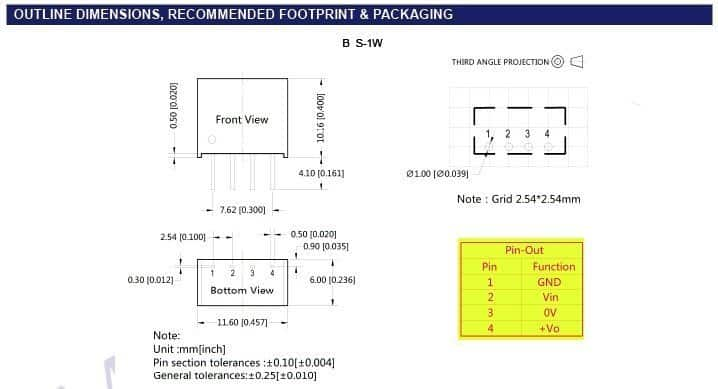 OUTLINE DIMENSIONS, RECOMMENDED FOOTPRINT & PACKAGING
B S-1W
THIRD ANGLE PROJECTION
0.50 [0.020]
Front View
10.16 [0.400]
4.10 [0.161]
7.62 [0.300]
1 2 3 4
Ø1.00 [Ø0.039]
Note : Grid 2.54*2.54mm
2.54 [0.100]
0.50 [0.020]
0.90 [0.035]
0.30 [0.012]
1 2 3 4
Bottom View
6.00 [0.236]
11.60 [0.457]
Pin-Out
Pin Function
1 GND
2 Vin
3 0V
4 +Vo
Note:
Unit :mm[inch]
Pin section tolerances :±0.10[±0.004]
General tolerances:±0.25[±0.010]